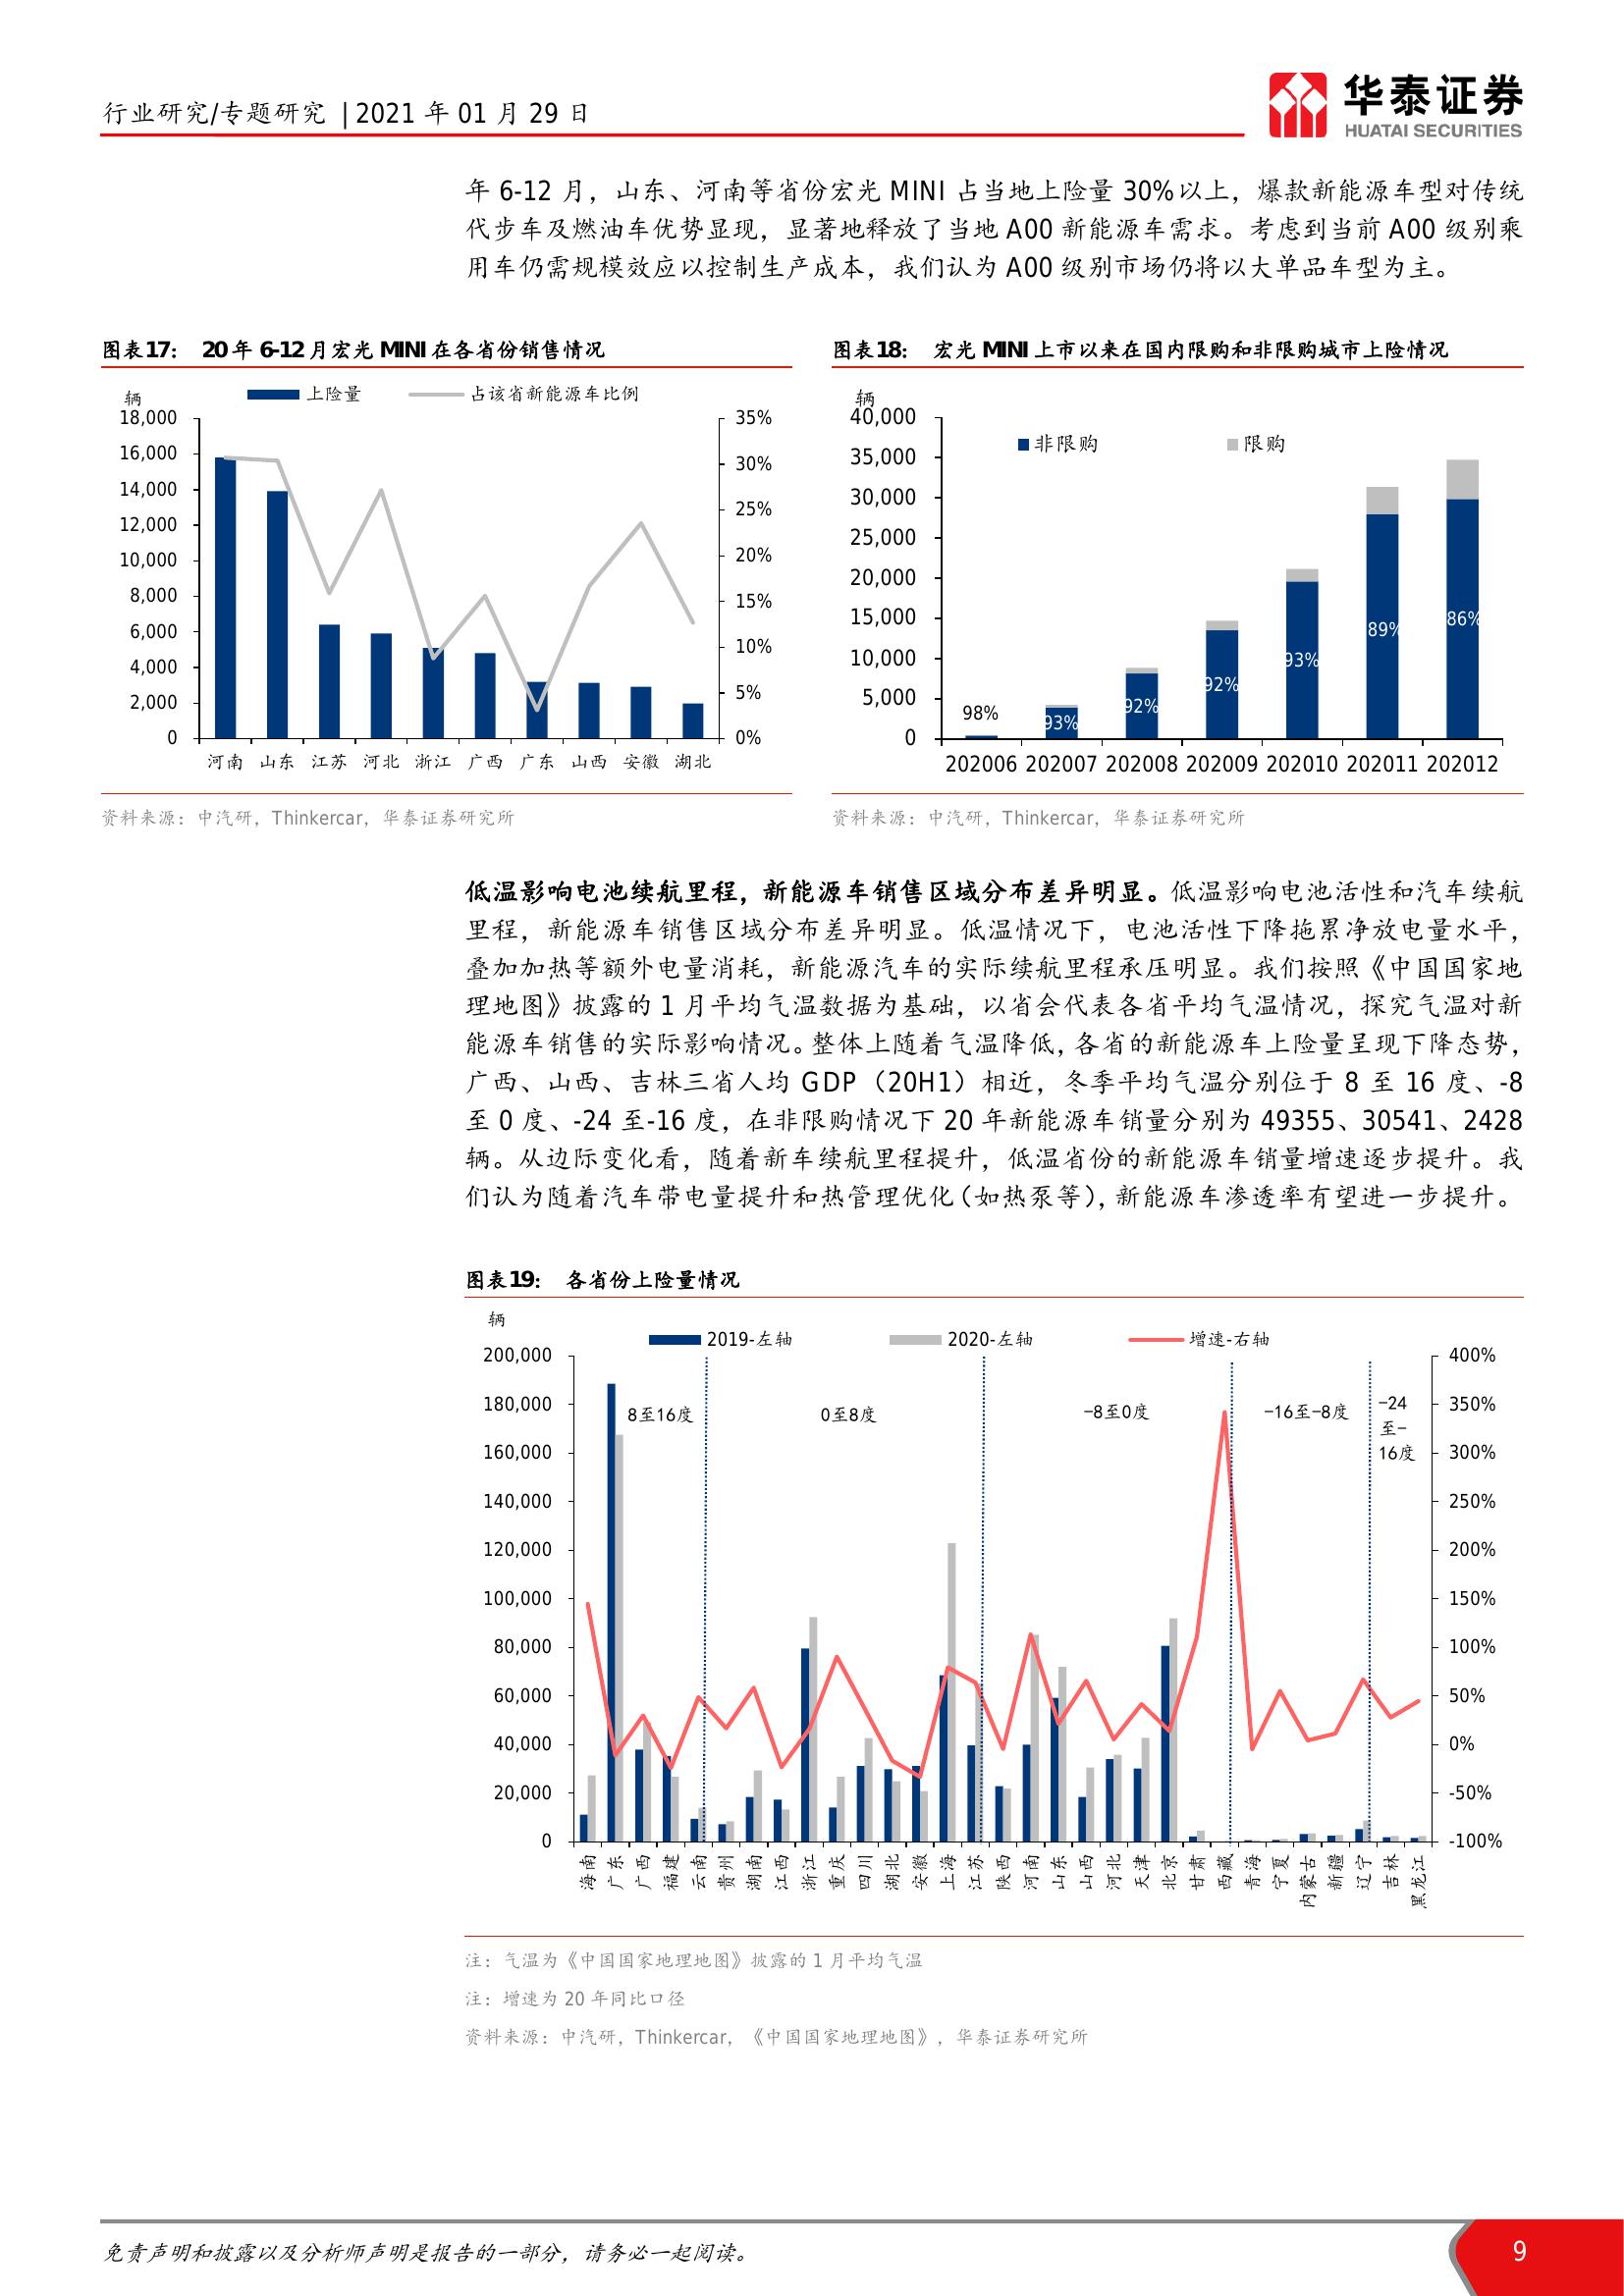 行业研究/专题研究 | 2021 年 01 月 29 日
华泰证券
HUATAI SECURITIES
年 6-12 月，山东、河南等省份宏光 MINI 占当地上险量 30%以上，爆款新能源车型对传统
代步车及燃油车优势显现，显著地释放了当地 A00 新能源车需求。考虑到当前 A00 级别乘
用车仍需规模效应以控制生产成本，我们认为 A00 级别市场仍将以大单品车型为主。
图表17： 20 年 6-12 月宏光 MINI 在各省份销售情况
辆
上险量 占该省新能源车比例
18,000 35%
16,000 30%
14,000 25%
12,000 20%
10,000 15%
8,000 10%
6,000 5%
4,000 0%
2,000
0
河南 山东 江苏 河北 浙江 广西 广东 山西 安徽 湖北
资料来源：中汽研，Thinkercar，华泰证券研究所
图表18： 宏光 MINI 上市以来在国内限购和非限购城市上险情况
辆
非限购 限购
40,000
35,000
30,000
25,000
20,000
15,000
10,000
5,000
0
98% 93% 92% 92% 93% 89% 86%
202006 202007 202008 202009 202010 202011 202012
资料来源：中汽研，Thinkercar，华泰证券研究所
低温影响电池续航里程，新能源车销售区域分布差异明显。低温影响电池活性和汽车续航
里程，新能源车销售区域分布差异明显。低温情况下，电池活性下降拖累净放电量水平，
叠加加热等额外电量消耗，新能源汽车的实际续航里程承压明显。我们按照《中国国家地
理地图》披露的 1 月平均气温数据为基础，以省会代表各省平均气温情况，探究气温对新
能源车销售的实际影响情况。整体上随着气温降低，各省的新能源车上险量呈现下降态势，
广西、山西、吉林三省人均 GDP（20H1）相近，冬季平均气温分别位于 8 至 16 度、-8
至 0 度、-24 至-16 度，在非限购情况下 20 年新能源车销量分别为 49355、30541、2428
辆。从边际变化看，随着新车续航里程提升，低温省份的新能源车销量增速逐步提升。我
们认为随着汽车带电量提升和热管理优化（如热泵等），新能源车渗透率有望进一步提升。
图表19： 各省份上险量情况
辆
2019-左轴 2020-左轴 增速-右轴
200,000 400%
180,000 350%
160,000 300%
140,000 250%
120,000 200%
100,000 150%
80,000 100%
60,000 50%
40,000 0%
20,000 -50%
0 -100%
8至16度 0至8度 -8至0度 -16至-8度
-24
至-
16度
海南 广东 广西 福建 云南 贵州 湖南 江西 浙江 重庆 四川 湖北 安徽 上海 江苏 陕西 河南 山东 山西 河北 天津 北京 甘肃 西藏 青海 宁夏 内蒙古 新疆 辽宁 吉林 黑龙江
注：气温为《中国国家地理地图》披露的 1 月平均气温
注：增速为 20 年同比口径
资料来源：中汽研，Thinkercar，《中国国家地理地图》，华泰证券研究所
免责声明和披露以及分析师声明是报告的一部分，请务必一起阅读。
9